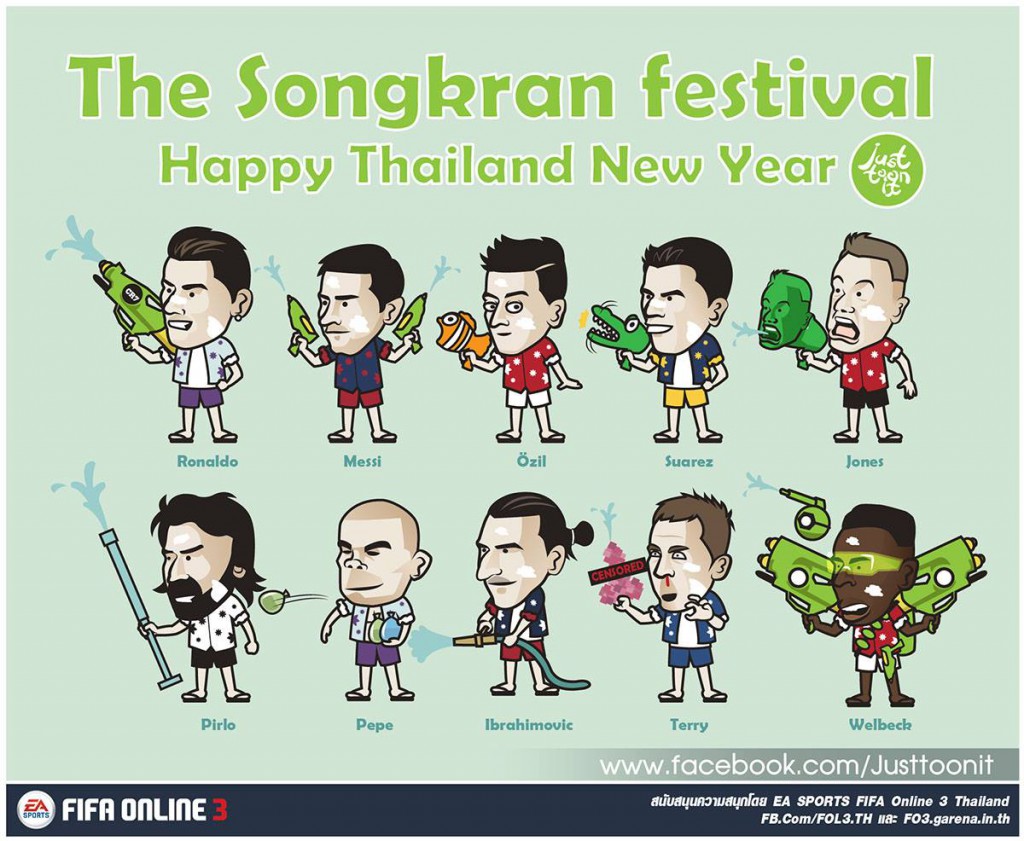 The Songkran festival
Happy Thailand New Year
just
toon
it
CR7
Ronaldo
Messi
Özil
Suarez
Jones
CENSORED
Pirlo
Pepe
Ibrahimovic
Terry
Welbeck
www.facebook.com/Justtoonit
EA
SPORTS
FIFA ONLINE 3
สนับสนุนความสนุกโดย EA SPORTS FIFA Online 3 Thailand
FB.Com/FOL3.TH และ FO3.garena.in.th